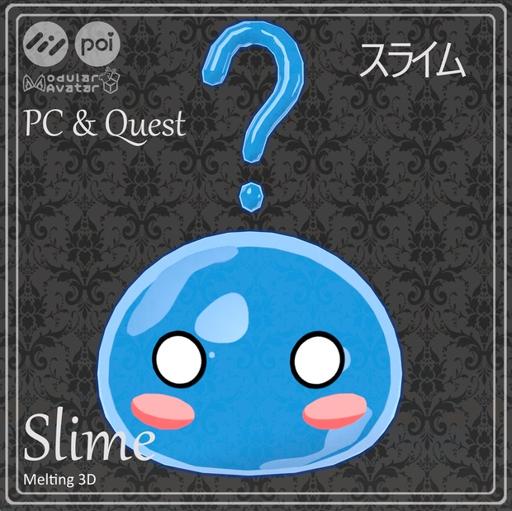 poi
スライム
Modular
Avatar
PC & Quest
?
Slime
Melting 3D